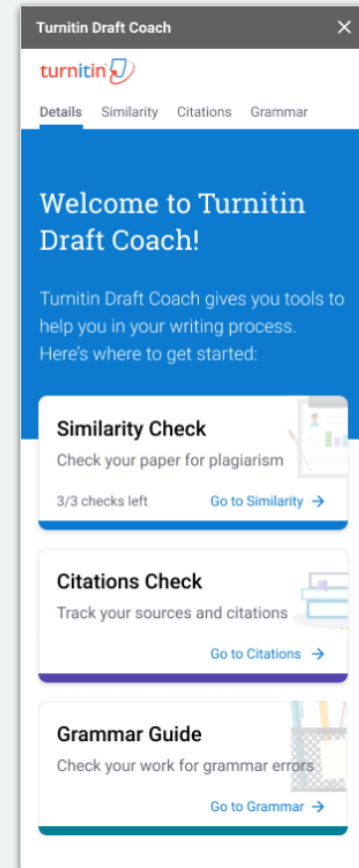 Turnitin Draft Coach
turnitin
Details Similarity Citations Grammar
Welcome to Turnitin
Draft Coach!
Turnitin Draft Coach gives you tools to
help you in your writing process.
Here's where to get started:
Similarity Check
Check your paper for plagiarism
3/3 checks left Go to Similarity →
Citations Check
Track your sources and citations
Go to Citations →
Grammar Guide
Check your work for grammar errors
Go to Grammar →